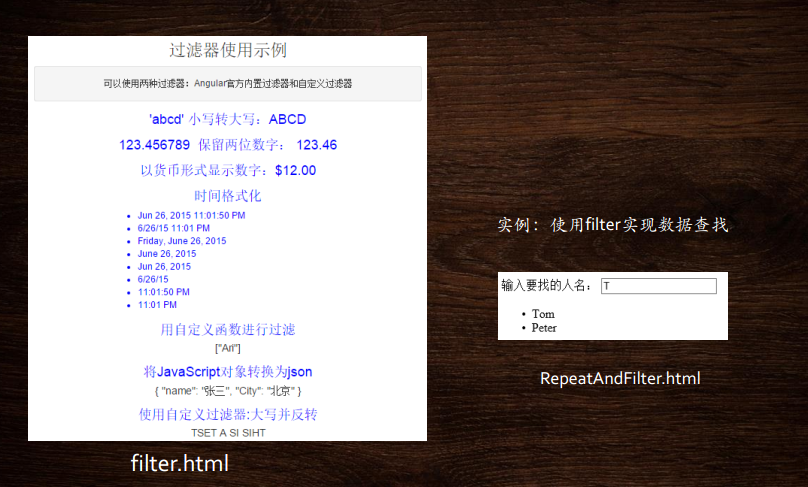 过滤器使用示例
可以使用两种过滤器：Angular官方内置过滤器和自定义过滤器
'abcd' 小写转大写：ABCD
123.456789 保留两位数字： 123.46
以货币形式显示数字：$12.00
时间格式化
Jun 26, 2015 11:01:50 PM
6/26/15 11:01 PM
Friday, June 26, 2015
June 26, 2015
Jun 26, 2015
6/26/15
11:01:50 PM
11:01 PM
用自定义函数进行过滤
["Ari"]
将JavaScript对象转换为json
{ "name": "张三", "City": "北京" }
使用自定义过滤器:大写并反转
TSET A SI SIHT
filter.html
实例：使用filter实现数据查找
输入要找的人名： T
Tom
Peter
RepeatAndFilter.html